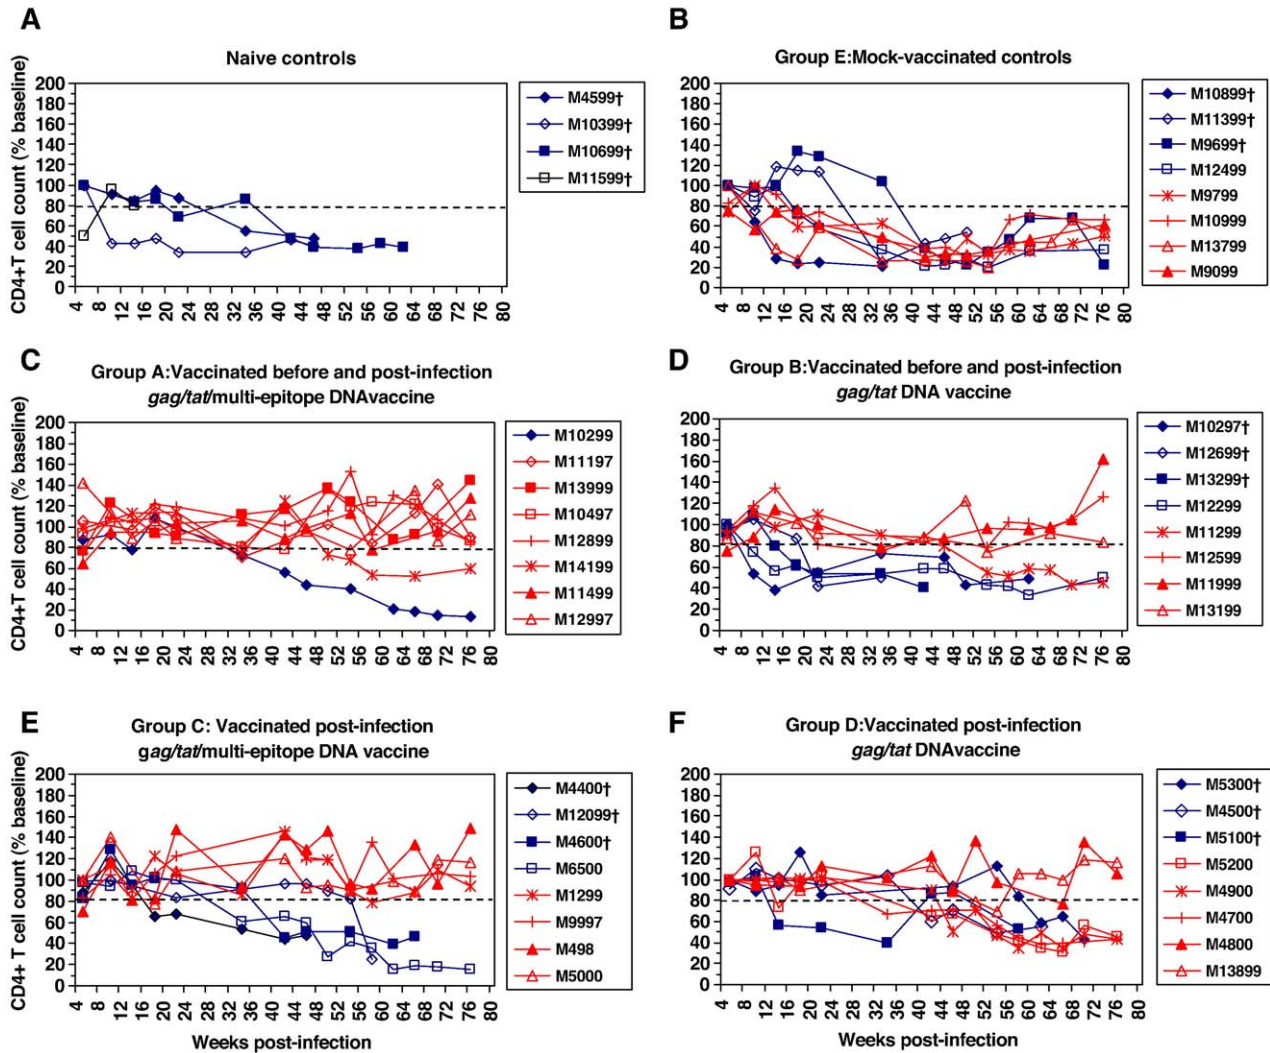 A
Naive controls
CD4+T cell count (% baseline)
200
180
160
140
120
100
80
60
40
20
0
4 12 16 20 24 28 36 40 44 48 52 56 60 64 68 72 76 80
M4599†
M10399†
M10699†
M11599†
B
Group E:Mock-vaccinated controls
200
180
160
140
120
100
80
60
40
20
0
4 8 12 16 20 24 28 32 36 40 44 48 52 56 60 64 68 72 76 80
M10899†
M11399†
M9699†
M12499
M9799
M10999
M13799
M9099
C
Group A:Vaccinated before and post-infection
gag/tat/multi-epitope DNAvaccine
CD4+T cell count (% baseline)
200
180
160
140
120
100
80
60
40
20
0
4 8 12 16 20 24 28 32 36 40 44 48 52 56 60 64 68 72 76 80
M10299
M11197
M13999
M10497
M12899
M14199
M11499
M12997
D
Group B:Vaccinated before and post-infection
gag/tat DNA vaccine
200
180
160
140
120
100
80
60
40
20
0
4 8 12 16 20 24 28 32 36 40 44 48 52 56 60 64 68 72 76 80
M10297†
M12699†
M13299†
M12299
M11299
M12599
M11999
M13199
E
Group C: Vaccinated post-infection
gag/tat/multi-epitope DNA vaccine
CD4+ T cell count (% baseline)
200
180
160
140
120
100
80
60
40
20
0
4 8 12 16 20 24 28 32 36 40 44 48 52 56 60 64 68 72 76 80
Weeks post-infection
M4400†
M12099†
M4600†
M6500
M1299
M9997
M498
M5000
F
Group D:Vaccinated post-infection
gag/tat DNAvaccine
200
180
160
140
120
100
80
60
40
20
0
4 8 12 16 20 24 28 32 36 40 44 48 52 56 60 64 68 72 76 80
Weeks post-infection
M5300†
M4500†
M5100†
M5200
M4900
M4700
M4800
M13899